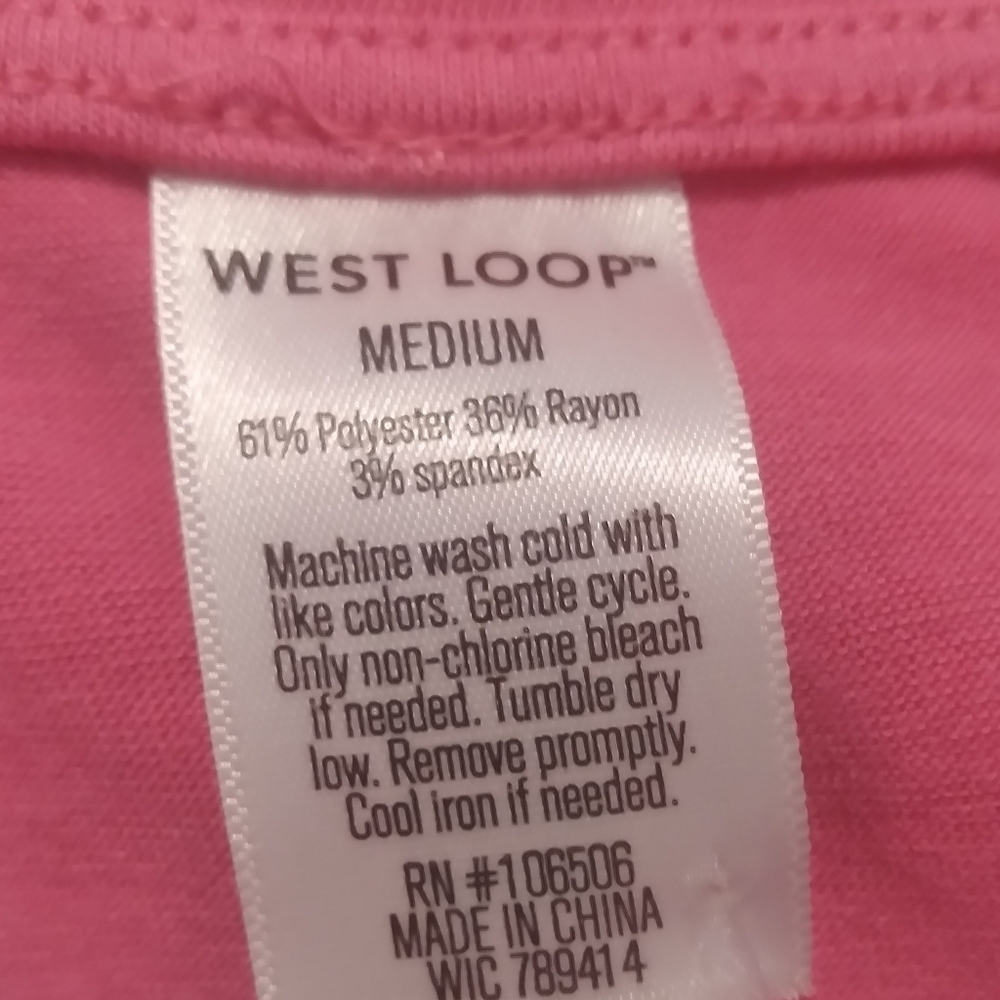 WEST LOOP™
MEDIUM
61% Polyester 36% Rayon
3% spandex
Machine wash cold with
like colors. Gentle cycle.
Only non-chlorine bleach
if needed. Tumble dry
low. Remove promptly.
Cool iron if needed.
RN #106506
MADE IN CHINA
WIC 789414